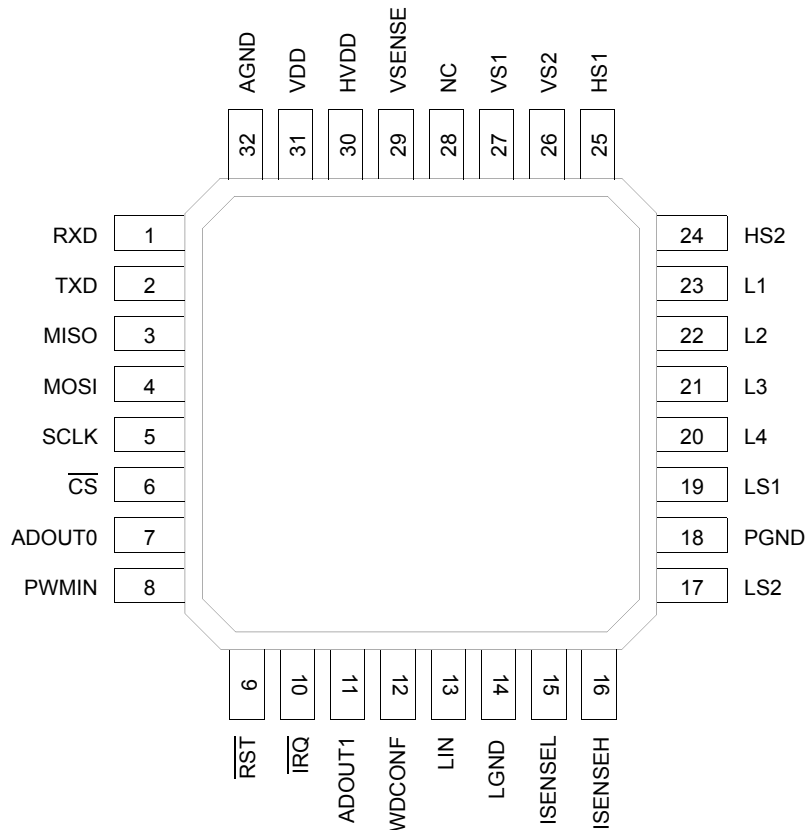 AGND
VDD
HVDD
VSENSE
NC
VS1
VS2
HS1
32
31
30
29
28
27
26
25
RXD 1
TXD 2
MISO 3
MOSI 4
SCLK 5
C̅S̅ 6
ADOUT0 7
PWMIN 8
24 HS2
23 L1
22 L2
21 L3
20 L4
19 LS1
18 PGND
17 LS2
9
10
11
12
13
14
15
16
R̅S̅T̅
I̅R̅Q̅
ADOUT1
WDCONF
LIN
LGND
ISENSEL
ISENSEH